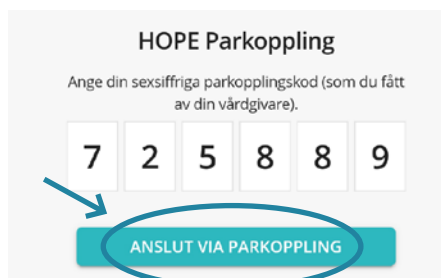 HOPE Parkoppling
Ange din sexsiffriga parkopplingskod (som du fått
av din vårdgivare).
7 2 5 8 8 9
ANSLUT VIA PARKOPPLING